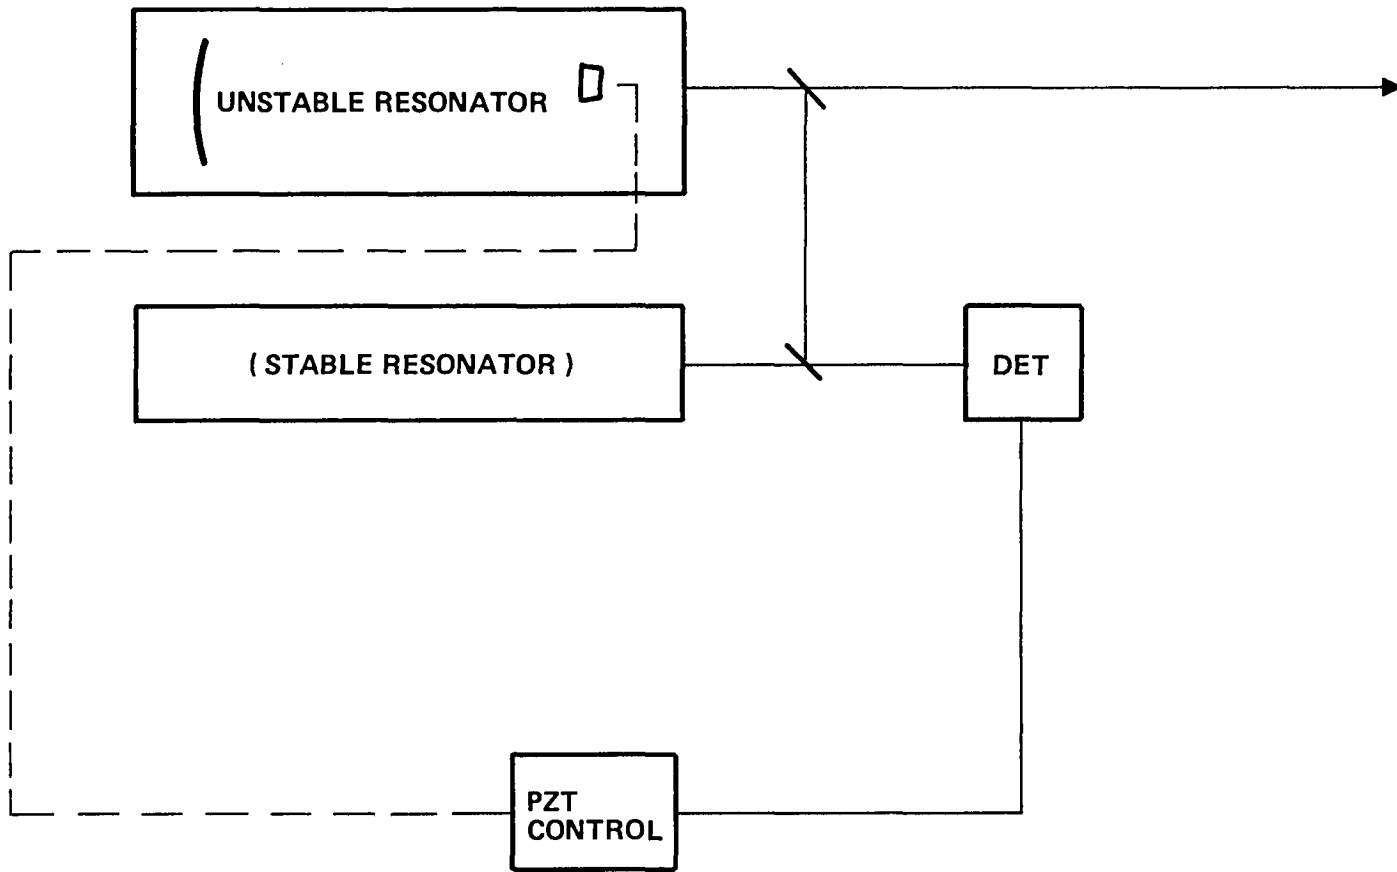 UNSTABLE RESONATOR
( STABLE RESONATOR )
DET
PZT
CONTROL